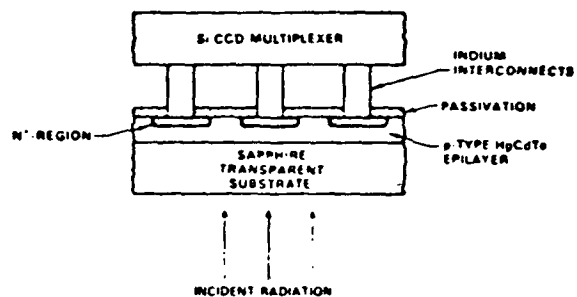 Si CCD MULTIPLEXER
INDIUM
INTERCONNECTS
PASSIVATION
N+-REGION
p-TYPE HgCdTe
EPILAYER
SAPPHIRE
TRANSPARENT
SUBSTRATE
INCIDENT RADIATION